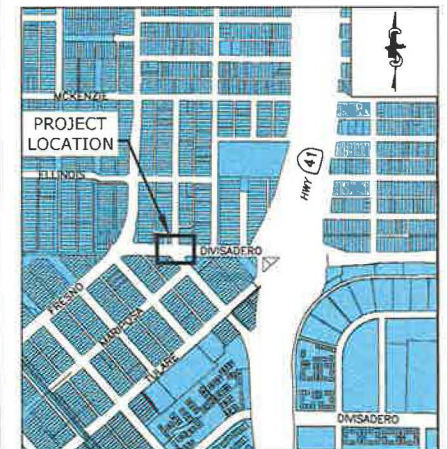 MCKENZIE
PROJECT
LOCATION
ILLINOIS
HWY 41
DIVISADERO
FRESNO
MARIPOSA
TULARE
DIVISADERO